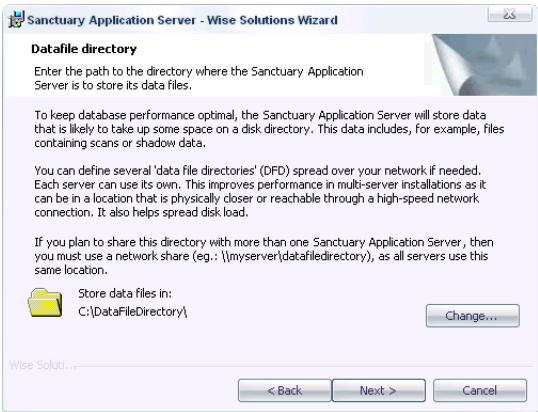 Sanctuary Application Server - Wise Solutions Wizard
Datafile directory
Enter the path to the directory where the Sanctuary Application
Server is to store its data files.
To keep database performance optimal, the Sanctuary Application Server will store data
that is likely to take up some space on a disk directory. This data includes, for example, files
containing scans or shadow data.
You can define several 'data file directories' (DFD) spread over your network if needed.
Each server can use its own. This improves performance in multi-server installations as it
can be in a location that is physically closer or reachable through a high-speed network
connection. It also helps spread disk load.
If you plan to share this directory with more than one Sanctuary Application Server, then
you must use a network share (eg.: \\myserver\datafiledirectory), as all servers use this
same location.
Store data files in:
C:\DataFileDirectory\
Change...
Wise Soluti...
< Back
Next >
Cancel